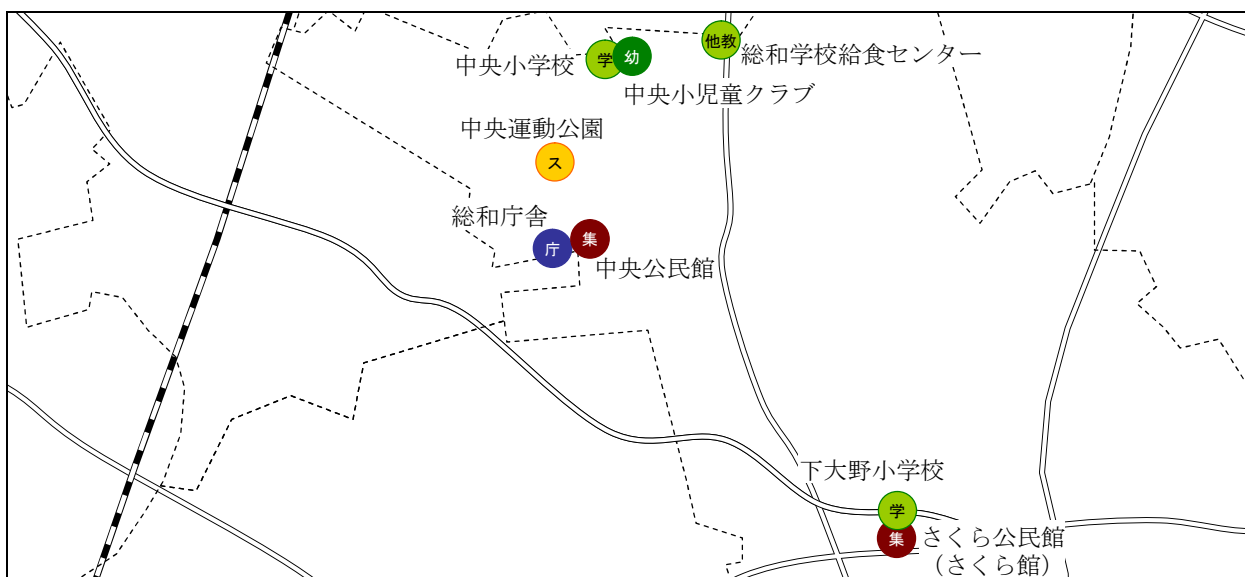 他教
総和学校給食センター
中央小学校
学
幼
中央小児童クラブ
中央運動公園
ス
総和庁舎
庁
集
中央公民館
下大野小学校
学
集
さくら公民館
（さくら館）